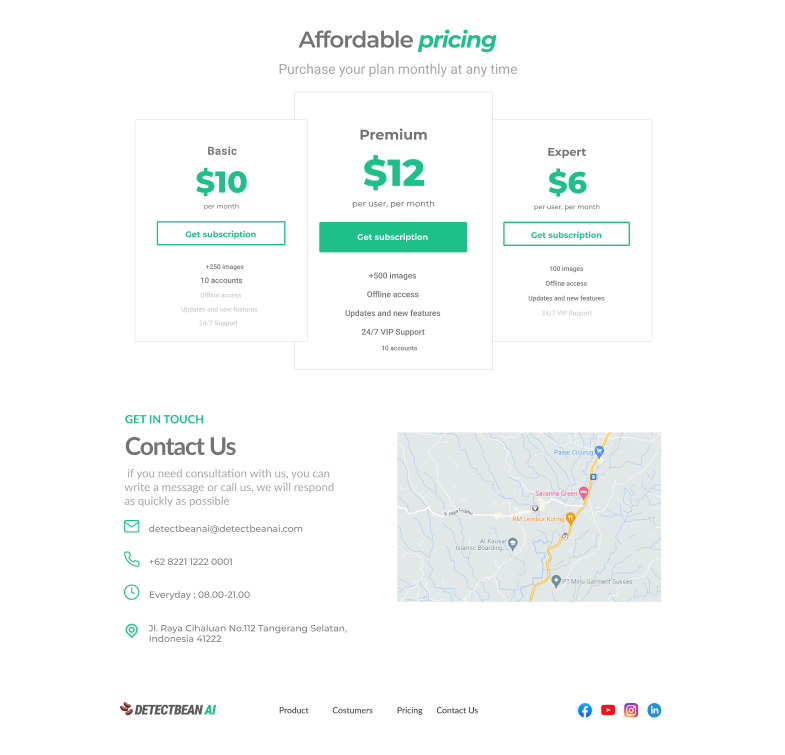 Affordable pricing
Purchase your plan monthly at any time
Basic
$10
per month
Get subscription
+250 images
10 accounts
Offline access
Updates and new features
24/7 Support
Premium
$12
per user, per month
Get subscription
+500 images
Offline access
Updates and new features
24/7 VIP Support
10 accounts
Expert
$6
per user, per month
Get subscription
100 images
Offline access
Updates and new features
24/7 VIP Support
GET IN TOUCH
Contact Us
if you need consultation with us, you can
write a message or call us, we will respond
as quickly as possible
detectbeanai@detectbeanai.com
+62 8221 1222 0001
Everyday : 08.00-21.00
Jl. Raya Cihaluan No.112 Tangerang Selatan,
Indonesia 41222
Pasar Cicurug
Savanna Green
RM Lembur Kuring
Al Kausar
Islamic Boarding...
PT.Minu Garment Sukses
DETECTBEAN AI
Product
Costumers
Pricing
Contact Us